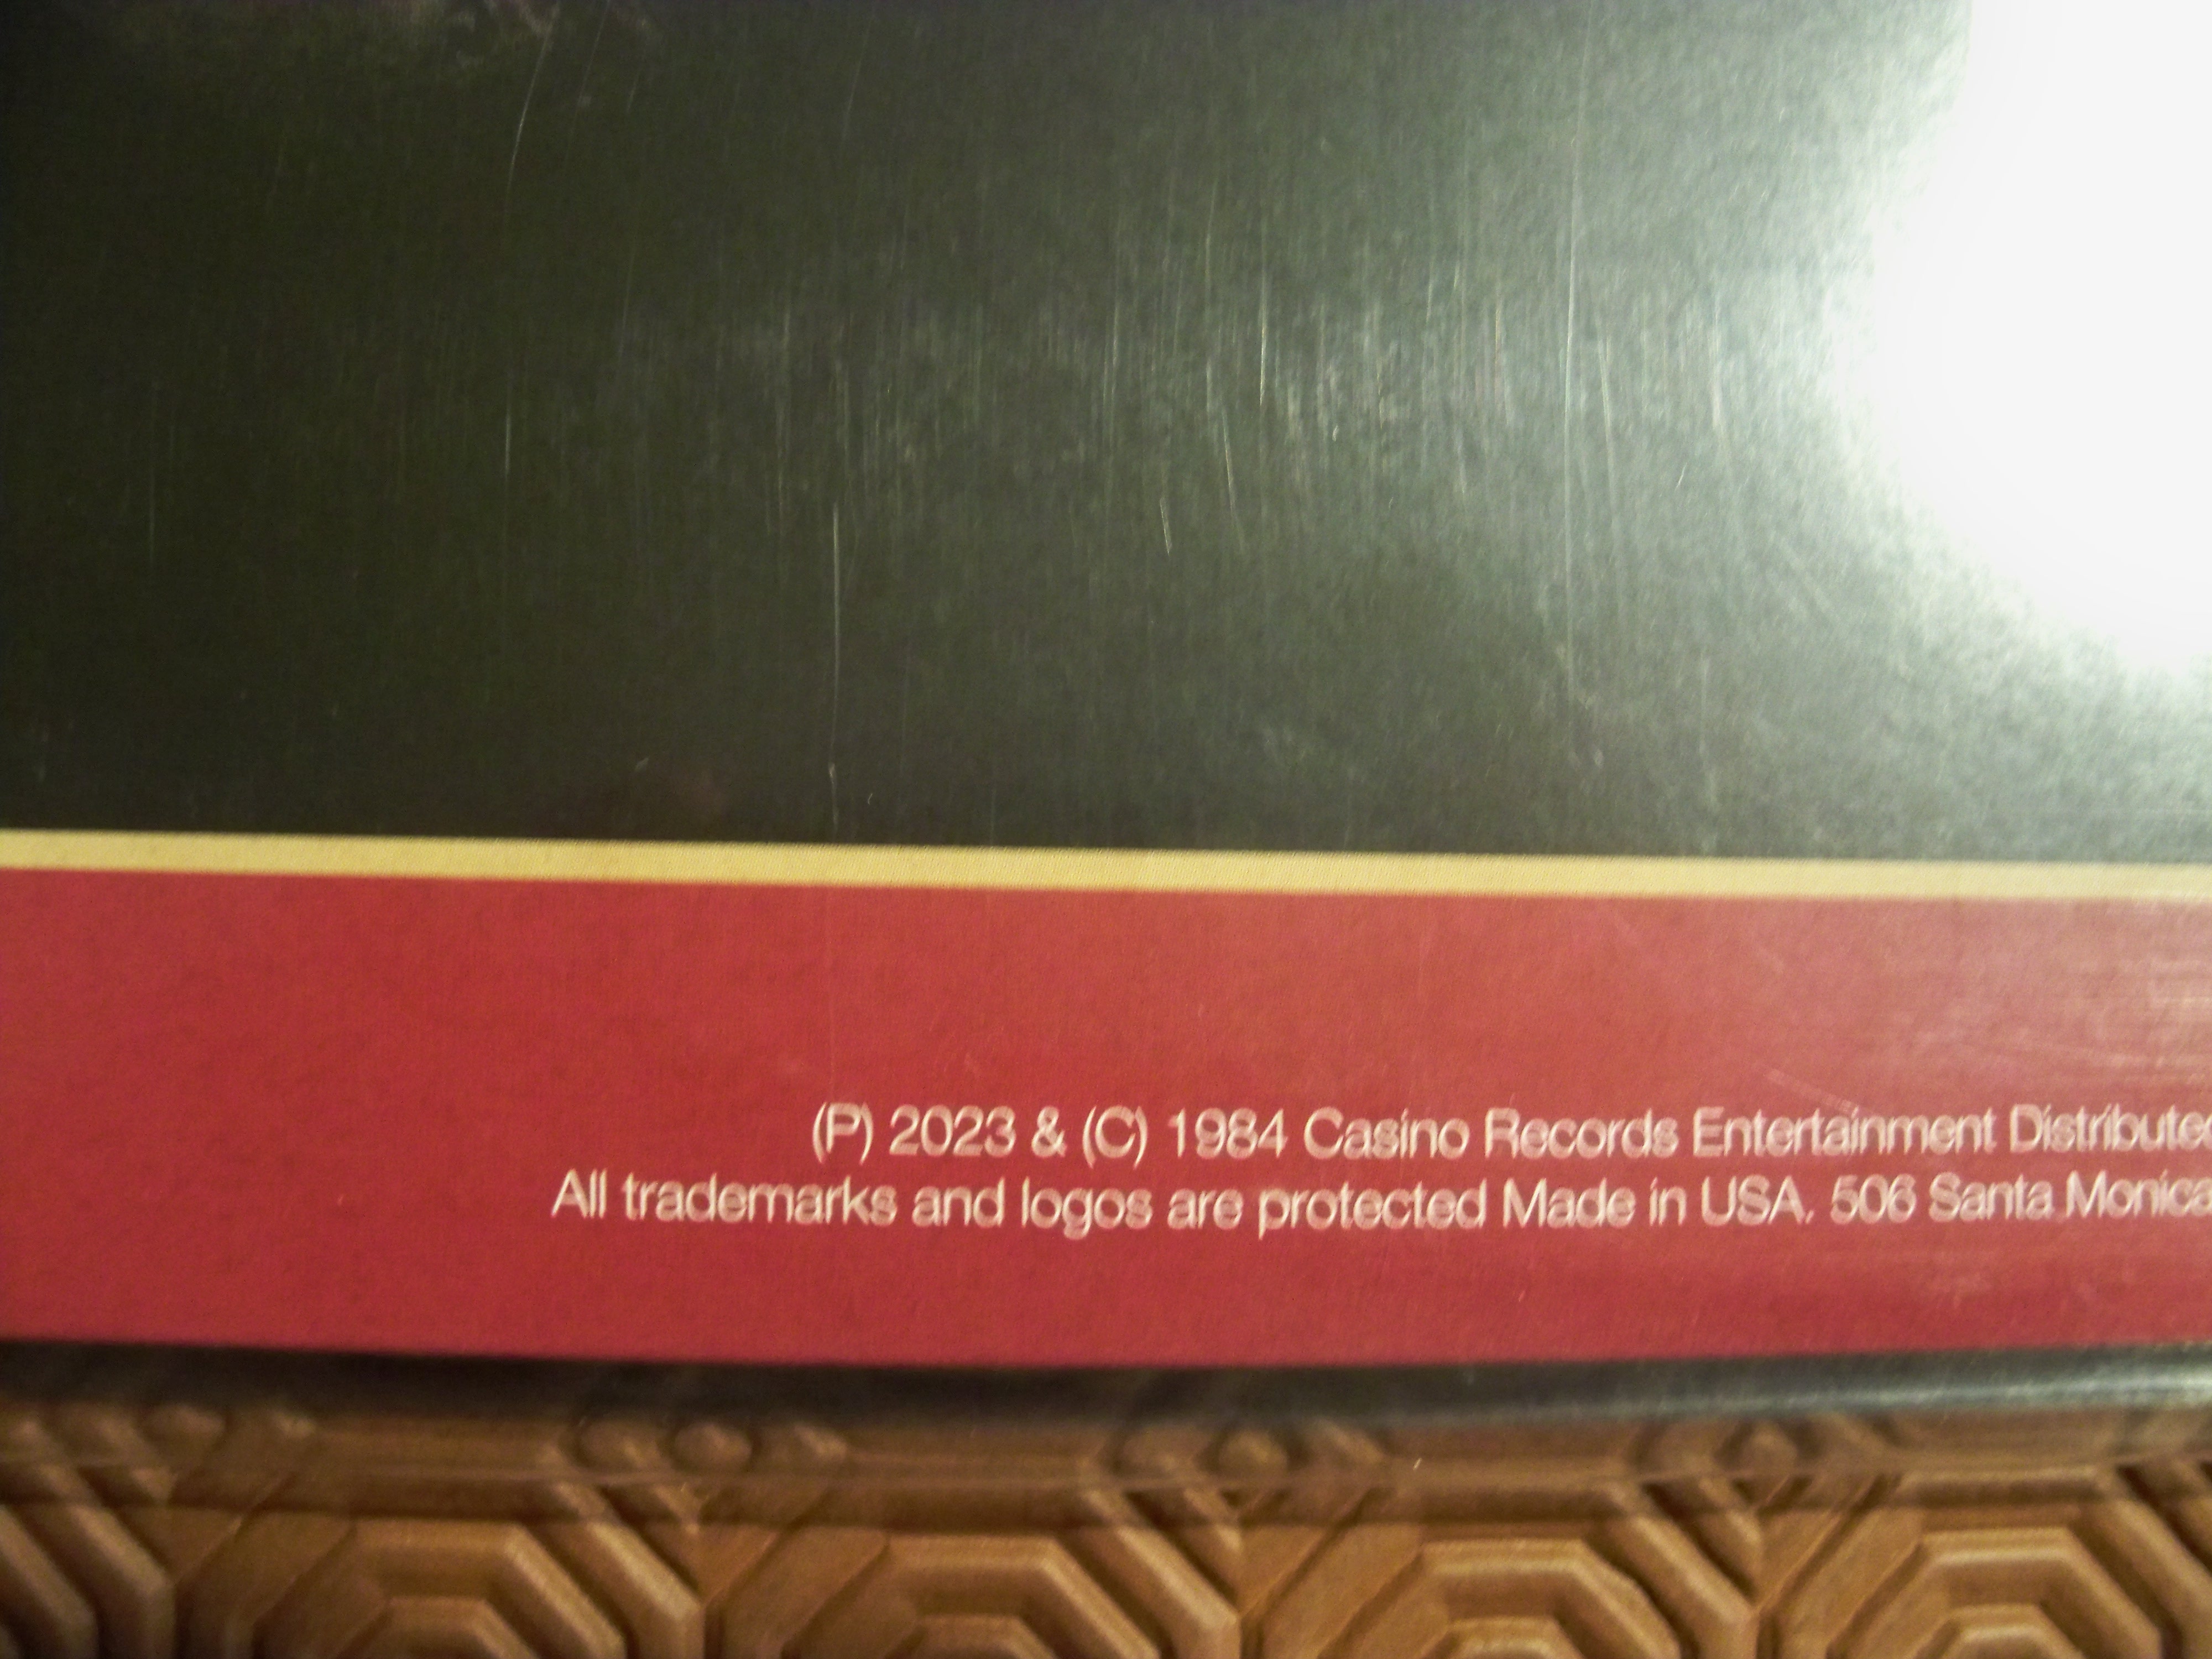 (P) 2023 & (C) 1984 Casino Records Entertainment Distributed
All trademarks and logos are protected Made in USA. 506 Santa Monica